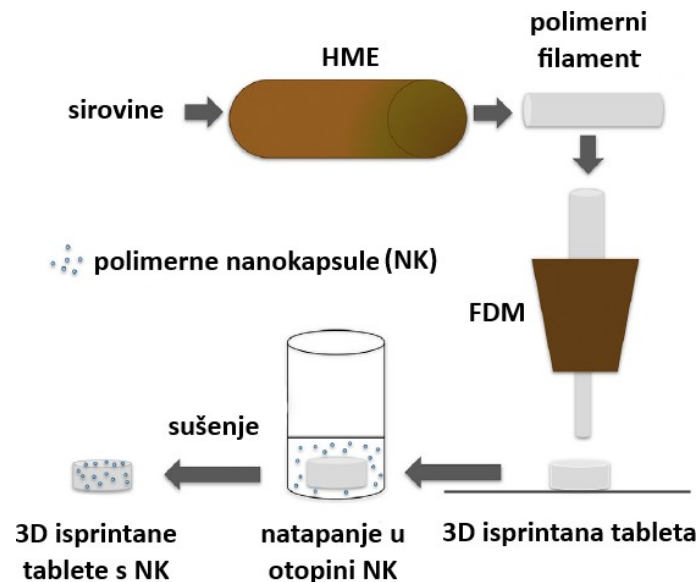 polimerni
filament
HME
sirovine
polimerne nanokapsule (NK)
FDM
sušenje
3D isprintane
tablete s NK
natapanje u
otopini NK
3D isprintana tableta